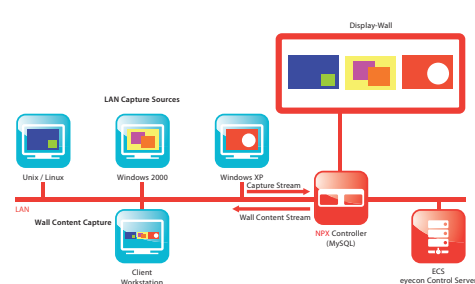 Display-Wall
LAN Capture Sources
Unix / Linux
Windows 2000
Windows XP
Capture Stream
LAN
Wall Content Capture
Wall Content Stream
NPX Controller
(MySQL)
Client
Workstation
ECS
eyecon Control Server